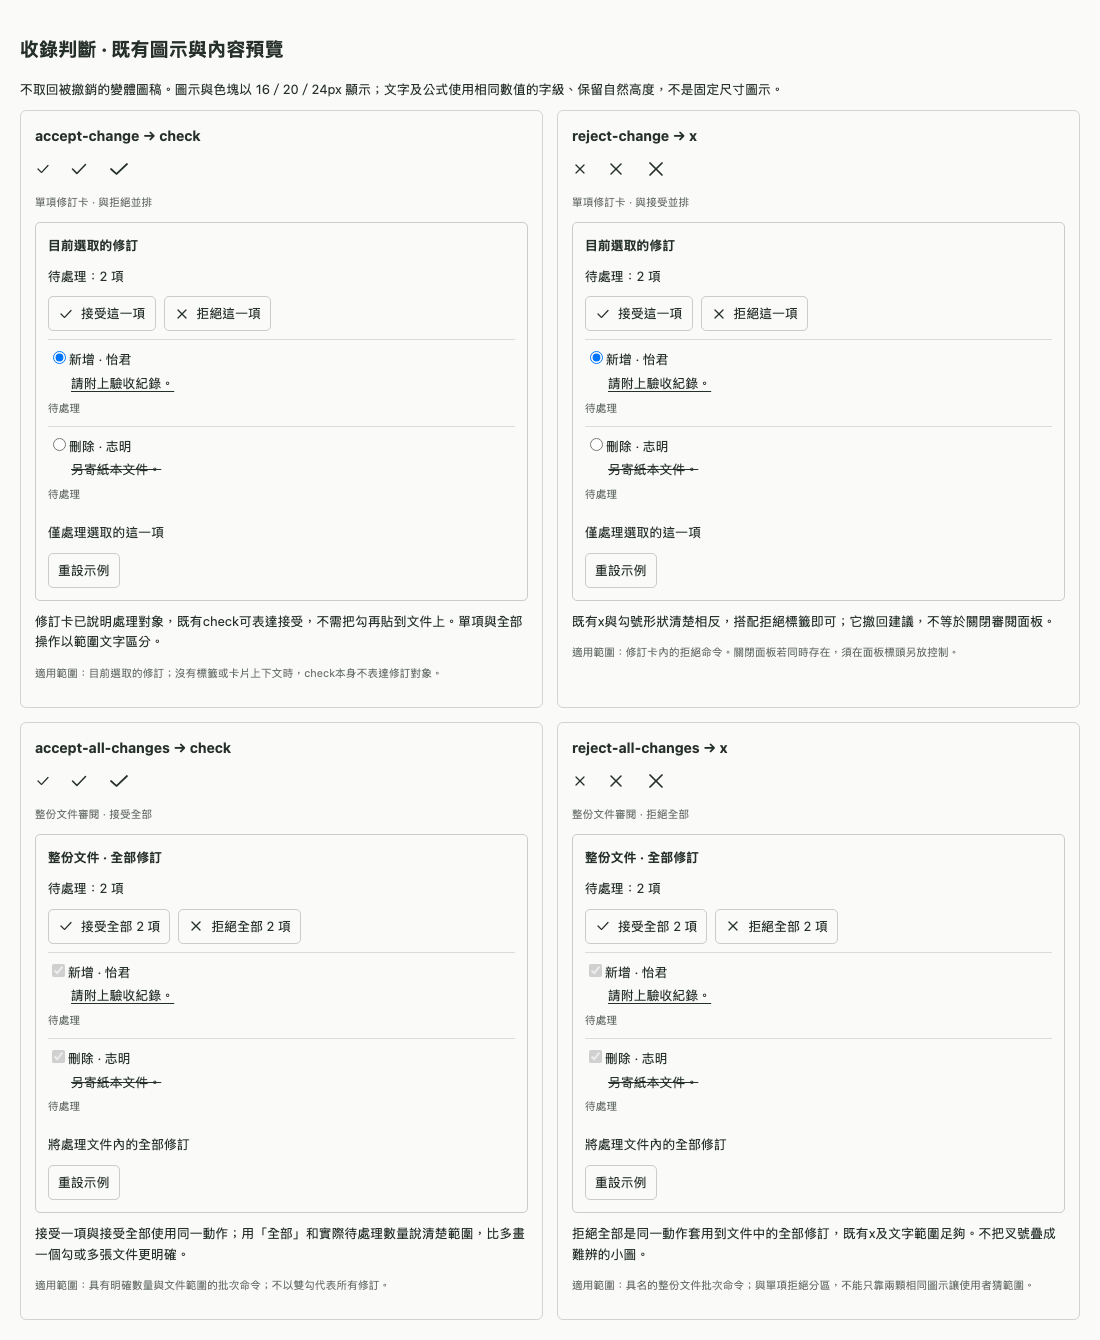 收錄判斷 · 既有圖示與內容預覽
不取回被撤銷的變體圖稿。圖示與色塊以 16 / 20 / 24px 顯示；文字及公式使用相同數值的字級、保留自然高度，不是固定尺寸圖示。
accept-change → check
單項修訂卡 · 與拒絕並排
目前選取的修訂
待處理：2 項
接受這一項
拒絕這一項
新增 · 怡君
請附上驗收紀錄。
待處理
刪除 · 志明
另寄紙本文件。
待處理
僅處理選取的這一項
重設示例
修訂卡已說明處理對象，既有check可表達接受，不需把勾再貼到文件上。單項與全部
操作以範圍文字區分。
適用範圍：目前選取的修訂；沒有標籤或卡片上下文時，check本身不表達修訂對象。
reject-change → x
單項修訂卡 · 與接受並排
目前選取的修訂
待處理：2 項
接受這一項
拒絕這一項
新增 · 怡君
請附上驗收紀錄。
待處理
刪除 · 志明
另寄紙本文件。
待處理
僅處理選取的這一項
重設示例
既有x與勾號形狀清楚相反，搭配拒絕標籤即可；它撤回建議，不等於關閉審閱面板。
適用範圍：修訂卡內的拒絕命令。關閉面板若同時存在，須在面板標頭另放控制。
accept-all-changes → check
整份文件審閱 · 接受全部
整份文件 · 全部修訂
待處理：2 項
接受全部 2 項
拒絕全部 2 項
新增 · 怡君
請附上驗收紀錄。
待處理
刪除 · 志明
另寄紙本文件。
待處理
將處理文件內的全部修訂
重設示例
接受一項與接受全部使用同一動作；用「全部」和實際待處理數量說清楚範圍，比多畫
一個勾或多張文件更明確。
適用範圍：具有明確數量與文件範圍的批次命令；不以雙勾代表所有修訂。
reject-all-changes → x
整份文件審閱 · 拒絕全部
整份文件 · 全部修訂
待處理：2 項
接受全部 2 項
拒絕全部 2 項
新增 · 怡君
請附上驗收紀錄。
待處理
刪除 · 志明
另寄紙本文件。
待處理
將處理文件內的全部修訂
重設示例
拒絕全部是同一動作套用到文件中的全部修訂，既有x及文字範圍足夠。不把叉號疊成
難辨的小圖。
適用範圍：具名的整份文件批次命令；與單項拒絕分區，不能只靠兩顆相同圖示讓使用者猜範圍。